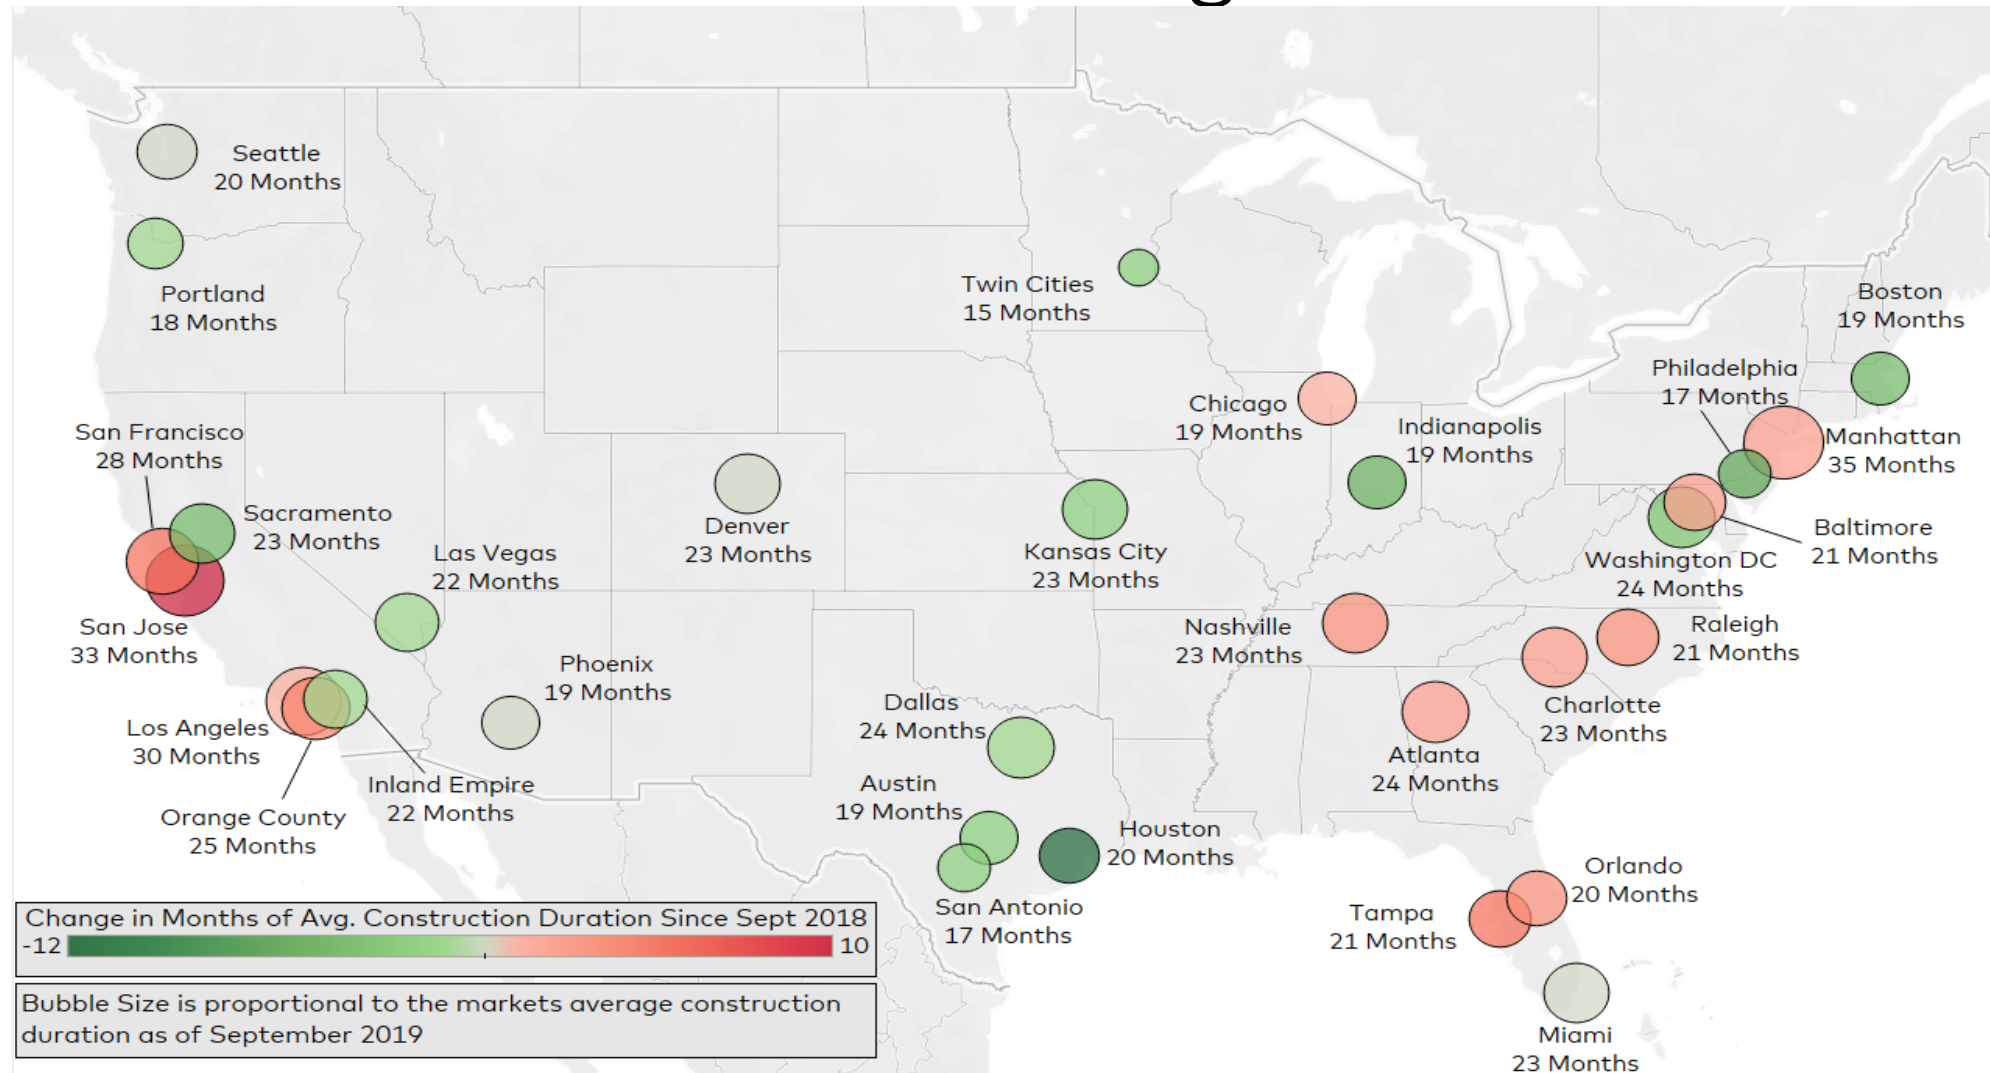 Seattle
20 Months
Portland
18 Months
Twin Cities
15 Months
Boston
19 Months
Philadelphia
17 Months
Chicago
19 Months
Indianapolis
19 Months
Manhattan
35 Months
San Francisco
28 Months
Sacramento
23 Months
Denver
23 Months
Las Vegas
22 Months
Kansas City
23 Months
Baltimore
21 Months
Washington DC
24 Months
San Jose
33 Months
Nashville
23 Months
Raleigh
21 Months
Phoenix
19 Months
Charlotte
23 Months
Dallas
24 Months
Los Angeles
30 Months
Atlanta
24 Months
Inland Empire
22 Months
Austin
19 Months
Orange County
25 Months
Houston
20 Months
Orlando
20 Months
San Antonio
17 Months
Tampa
21 Months
Miami
23 Months
Change in Months of Avg. Construction Duration Since Sept 2018
-12 10
Bubble Size is proportional to the markets average construction
duration as of September 2019